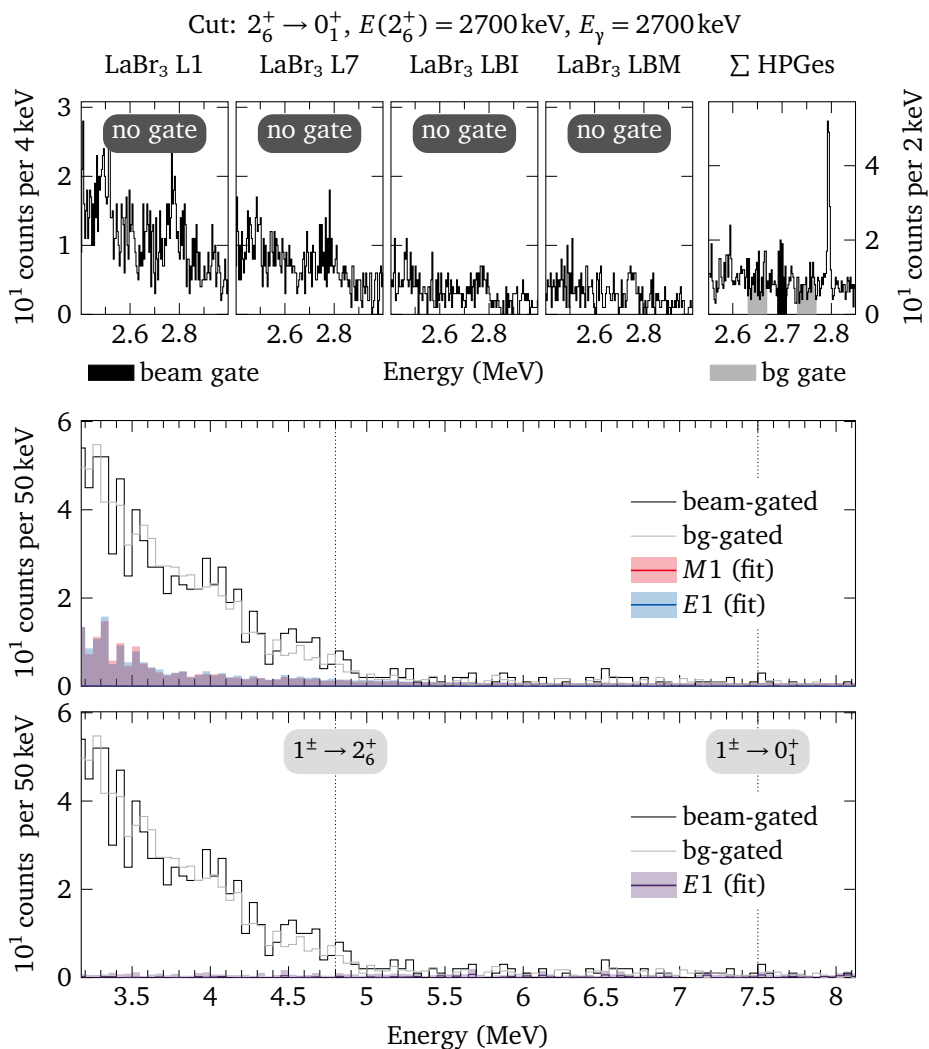 Cut: 2₆⁺ → 0₁⁺, E(2₆⁺) = 2700 keV, Eγ = 2700 keV
LaBr₃ L1 LaBr₃ L7 LaBr₃ LBI LaBr₃ LBM ∑ HPGes
no gate no gate no gate no gate
10¹ counts per 4 keV
3
2
1
0
10¹ counts per 2 keV
4
2
0
2.6 2.8 2.6 2.8 2.6 2.8 2.6 2.8 2.6 2.7 2.8
beam gate Energy (MeV) bg gate
10¹ counts per 50 keV
6
4
2
0
beam-gated
bg-gated
M1 (fit)
E1 (fit)
10¹ counts per 50 keV
6
4
2
0
1± → 2₆⁺ 1± → 0₁⁺
beam-gated
bg-gated
E1 (fit)
3.5 4 4.5 5 5.5 6 6.5 7 7.5 8
Energy (MeV)